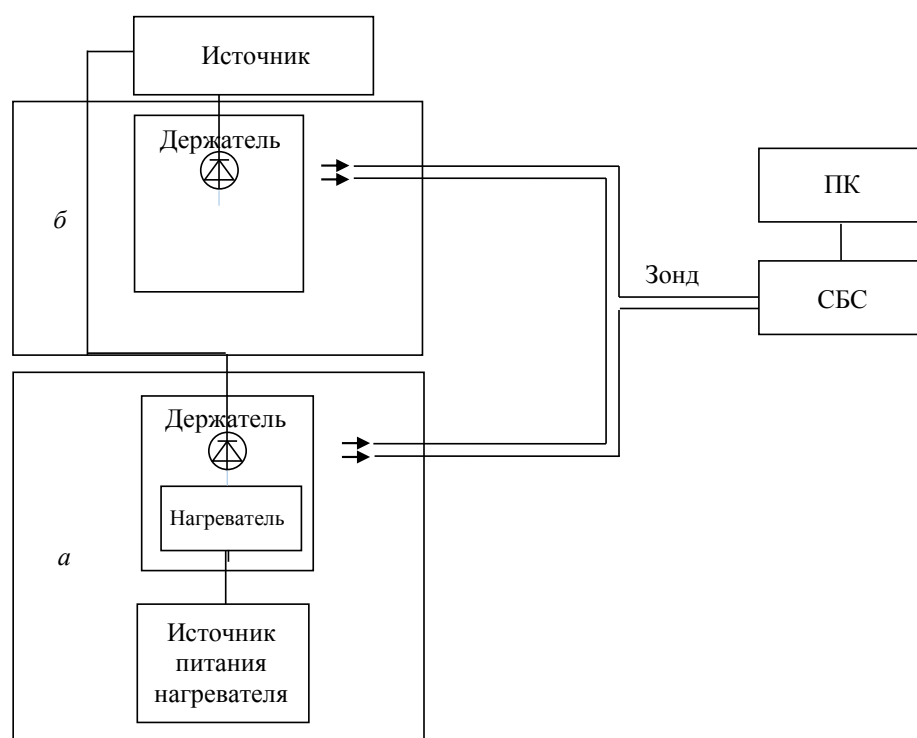 Источник
Держатель
б
ПК
Зонд
СБС
Держатель
Нагреватель
а
Источник
питания
нагревателя